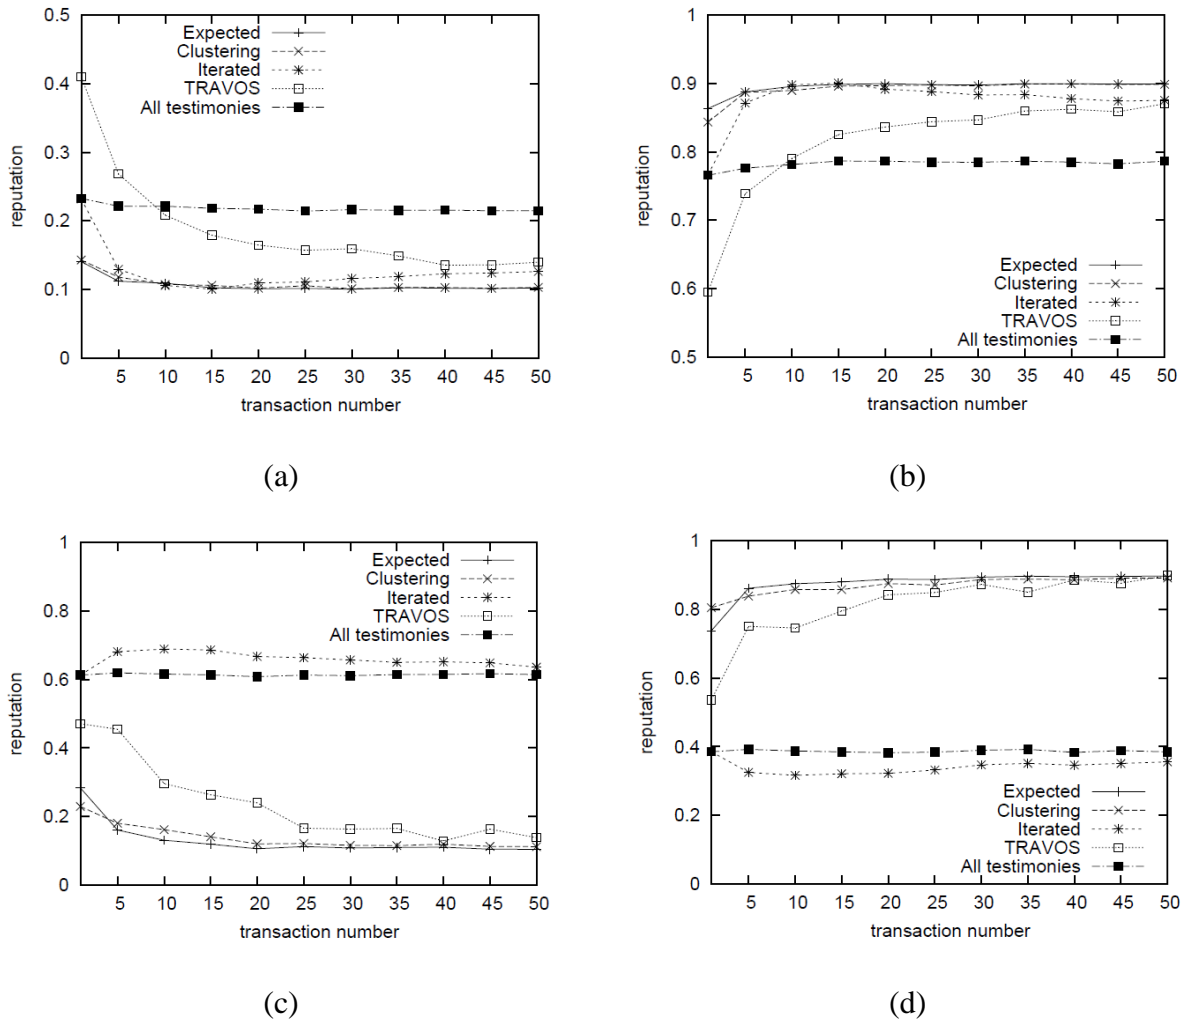 0.5
0.4
0.3
0.2
0.1
0
reputation
Expected
Clustering
Iterated
TRAVOS
All testimonies
5 10 15 20 25 30 35 40 45 50
transaction number
(a)
1
0.9
0.8
0.7
0.6
0.5
reputation
Expected
Clustering
Iterated
TRAVOS
All testimonies
5 10 15 20 25 30 35 40 45 50
transaction number
(b)
1
0.8
0.6
0.4
0.2
0
reputation
Expected
Clustering
Iterated
TRAVOS
All testimonies
5 10 15 20 25 30 35 40 45 50
transaction number
(c)
1
0.8
0.6
0.4
0.2
0
reputation
Expected
Clustering
Iterated
TRAVOS
All testimonies
5 10 15 20 25 30 35 40 45 50
transaction number
(d)